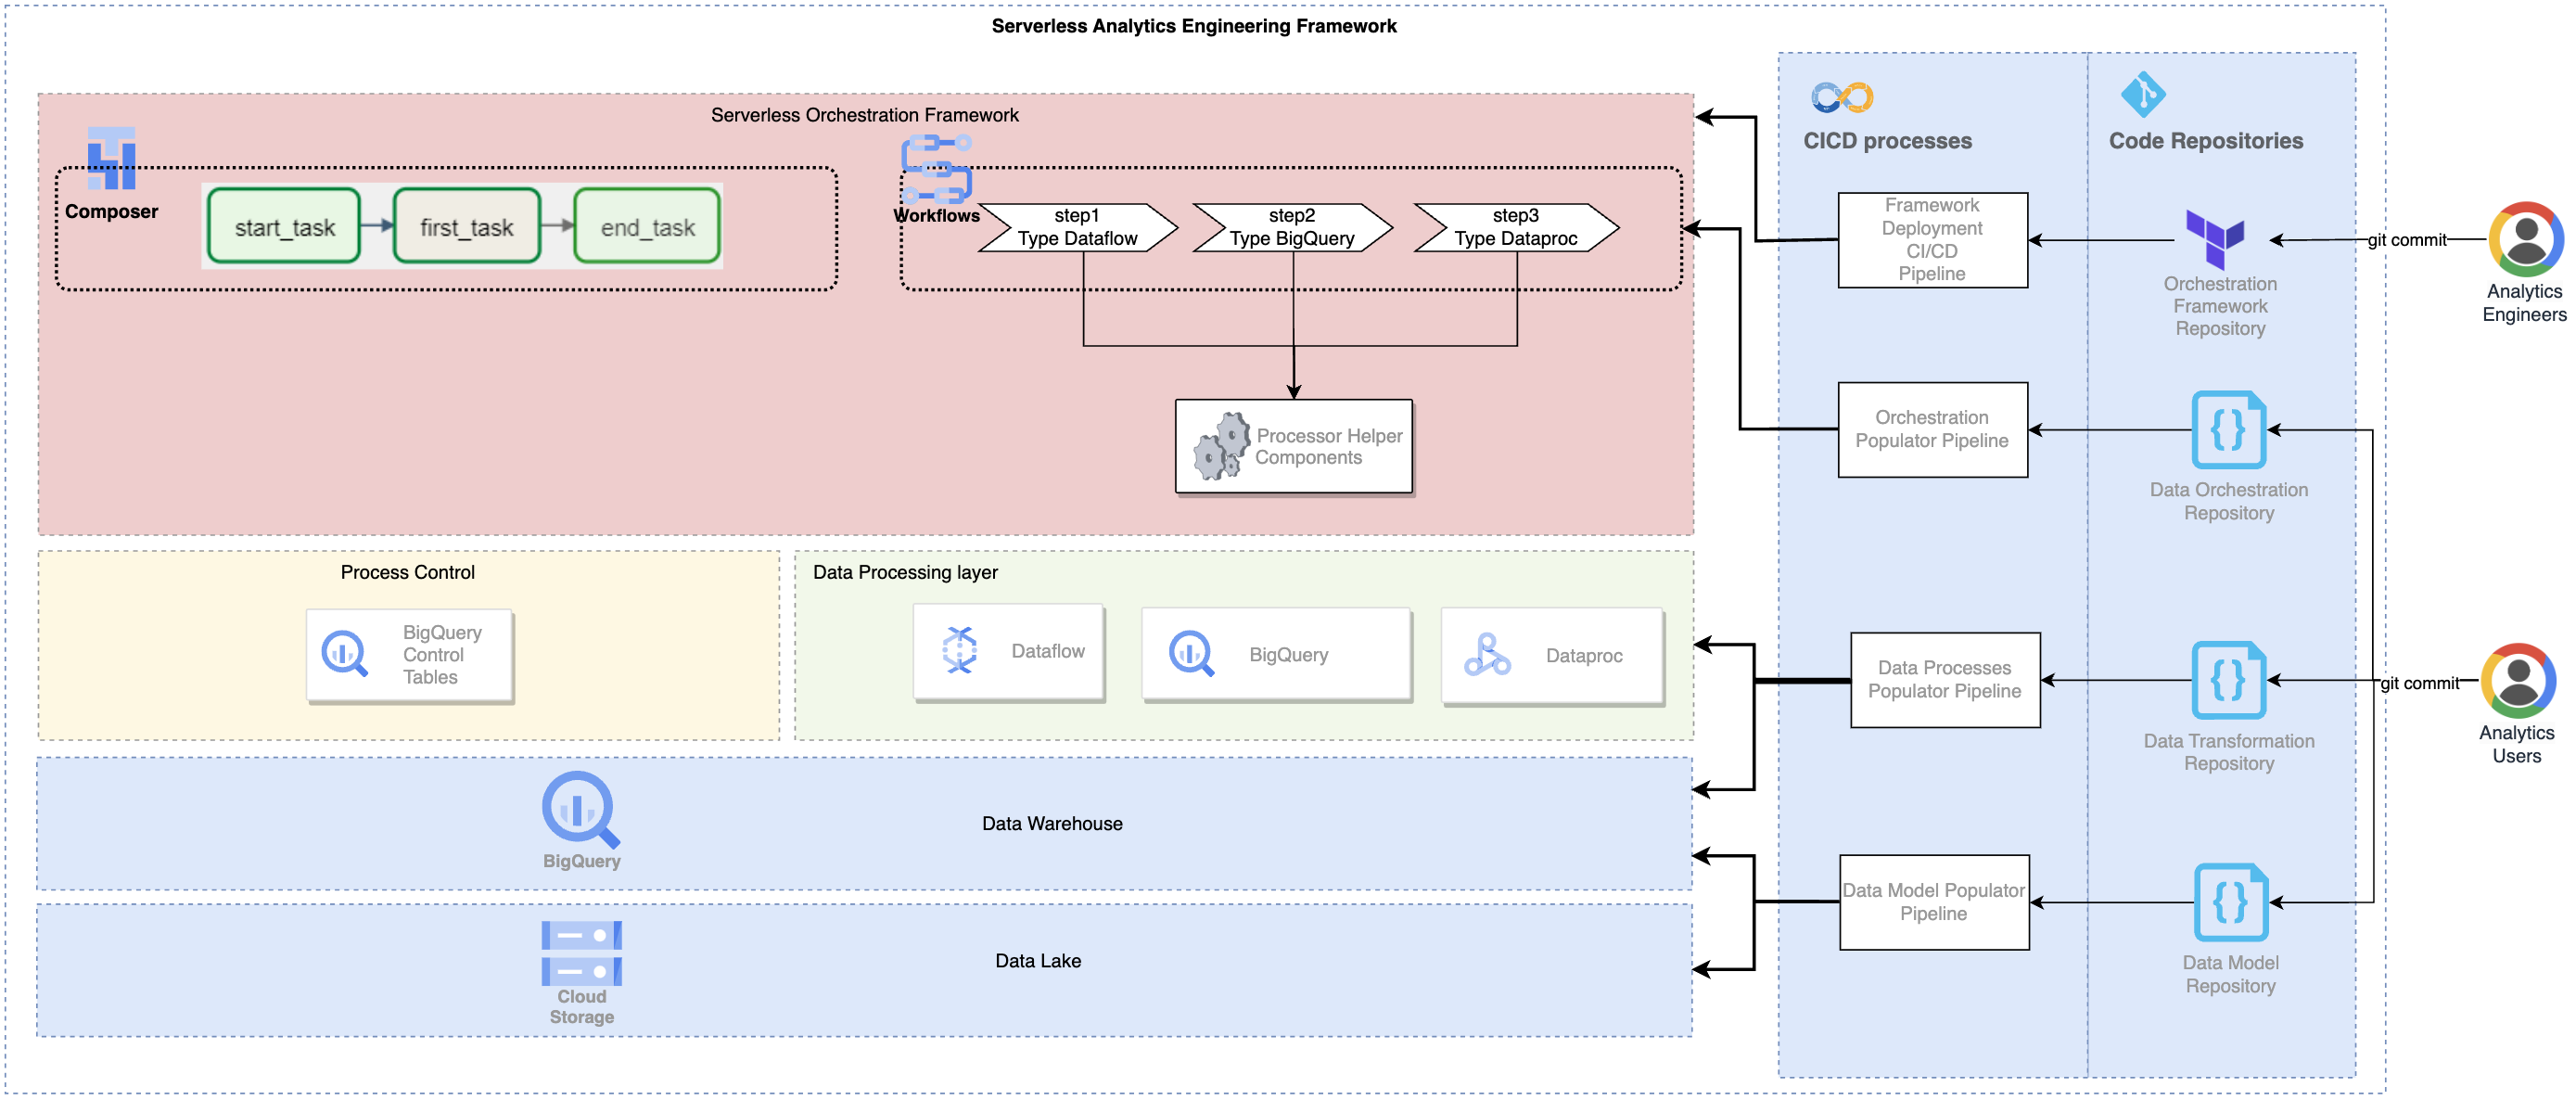 Serverless Analytics Engineering Framework
Serverless Orchestration Framework
Composer
start_task
first_task
end_task
Workflows
step1
Type Dataflow
step2
Type BigQuery
step3
Type Dataproc
Processor Helper
Components
Process Control
BigQuery
Control
Tables
Data Processing layer
Dataflow
BigQuery
Dataproc
BigQuery
Data Warehouse
Cloud
Storage
Data Lake
CICD processes
Framework
Deployment
CI/CD
Pipeline
Orchestration
Populator Pipeline
Data Processes
Populator Pipeline
Data Model Populator
Pipeline
Code Repositories
Orchestration
Framework
Repository
Data Orchestration
Repository
Data Transformation
Repository
Data Model
Repository
git commit
Analytics
Engineers
git commit
Analytics
Users